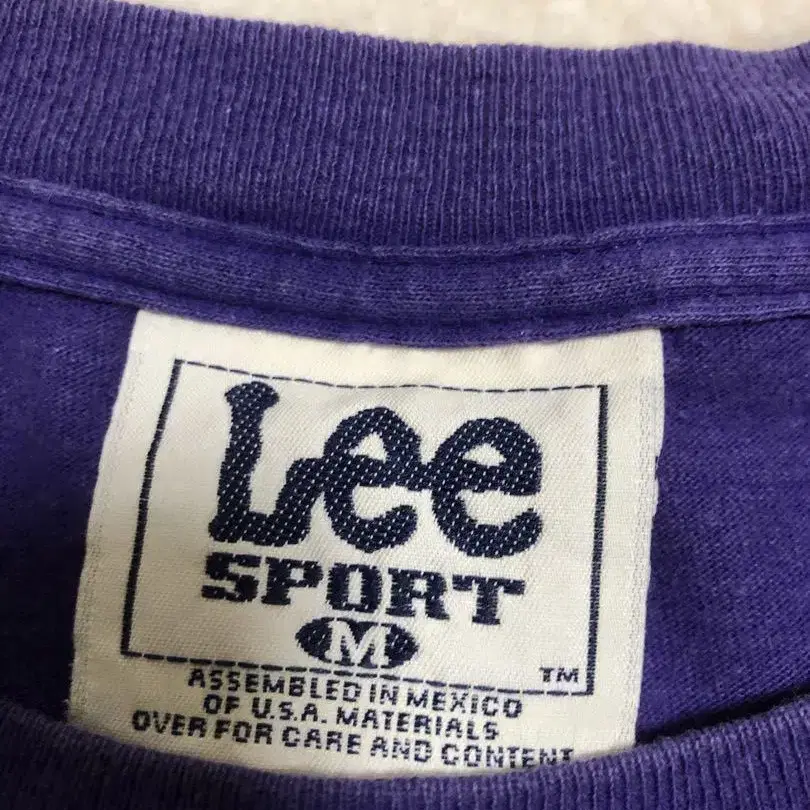 Lee
SPORT
M
TM
ASSEMBLED IN MEXICO
OF U.S.A. MATERIALS
OVER FOR CARE AND CONTENT